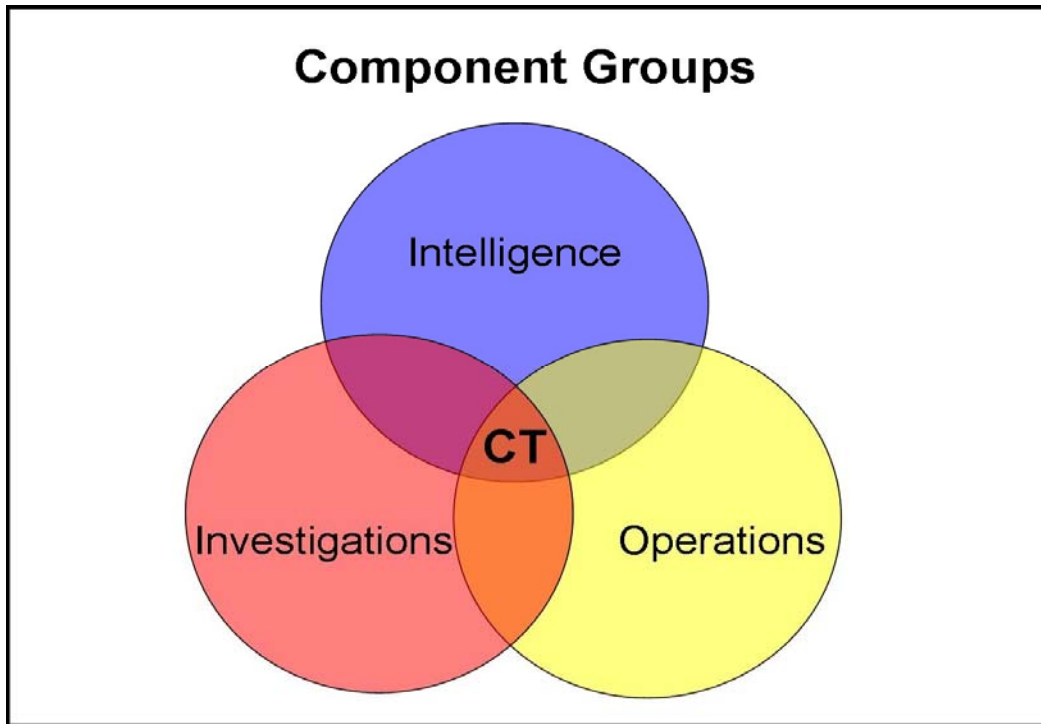 Component Groups
Intelligence
CT
Investigations
Operations